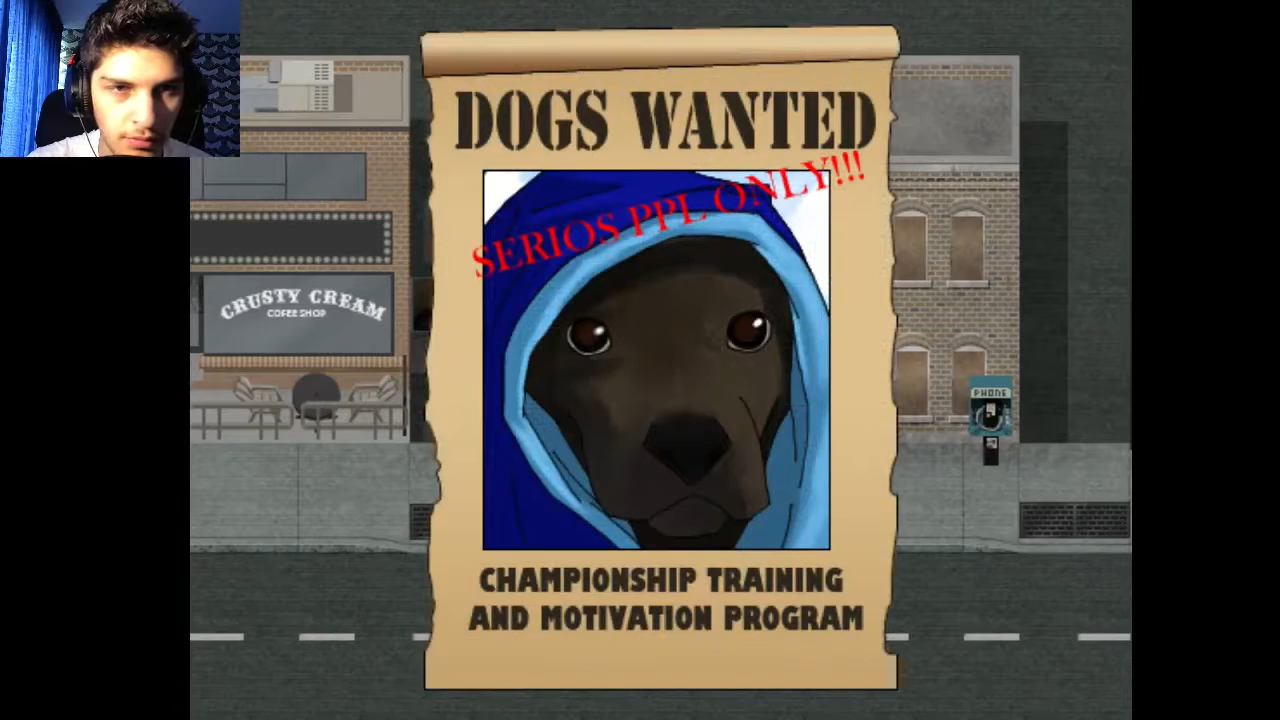 DOGS WANTED
SERIOS PPL ONLY!!!
CRUSTY CREAM
COFEE SHOP
PHONE
CHAMPIONSHIP TRAINING
AND MOTIVATION PROGRAM